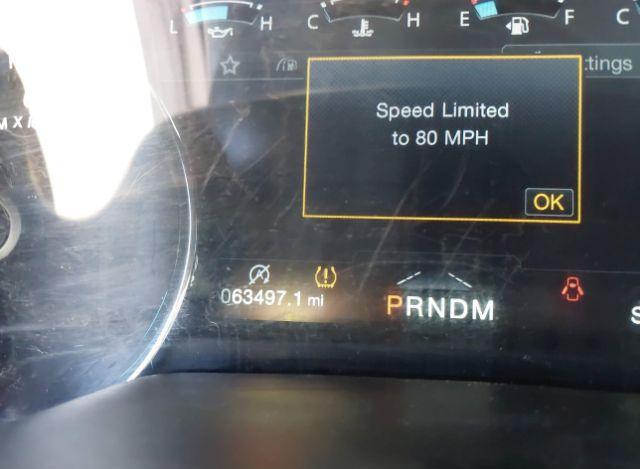 L H C H E F C
tings
Speed Limited
to 80 MPH
OK
063497.1 mi
PRNDM